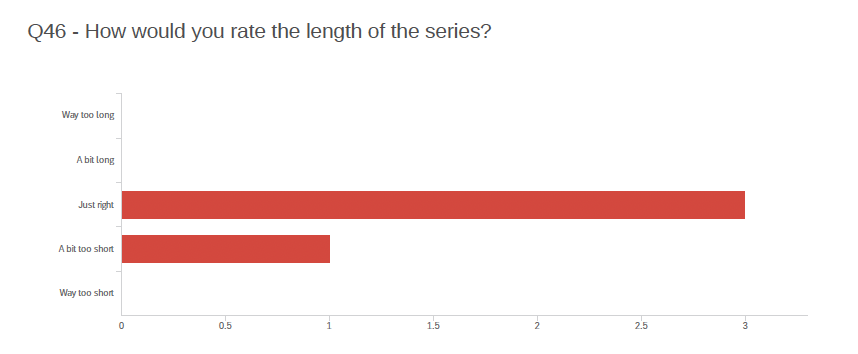 Q46 - How would you rate the length of the series?
Way too long
A bit long
Just right
A bit too short
Way too short
0 0.5 1 1.5 2 2.5 3